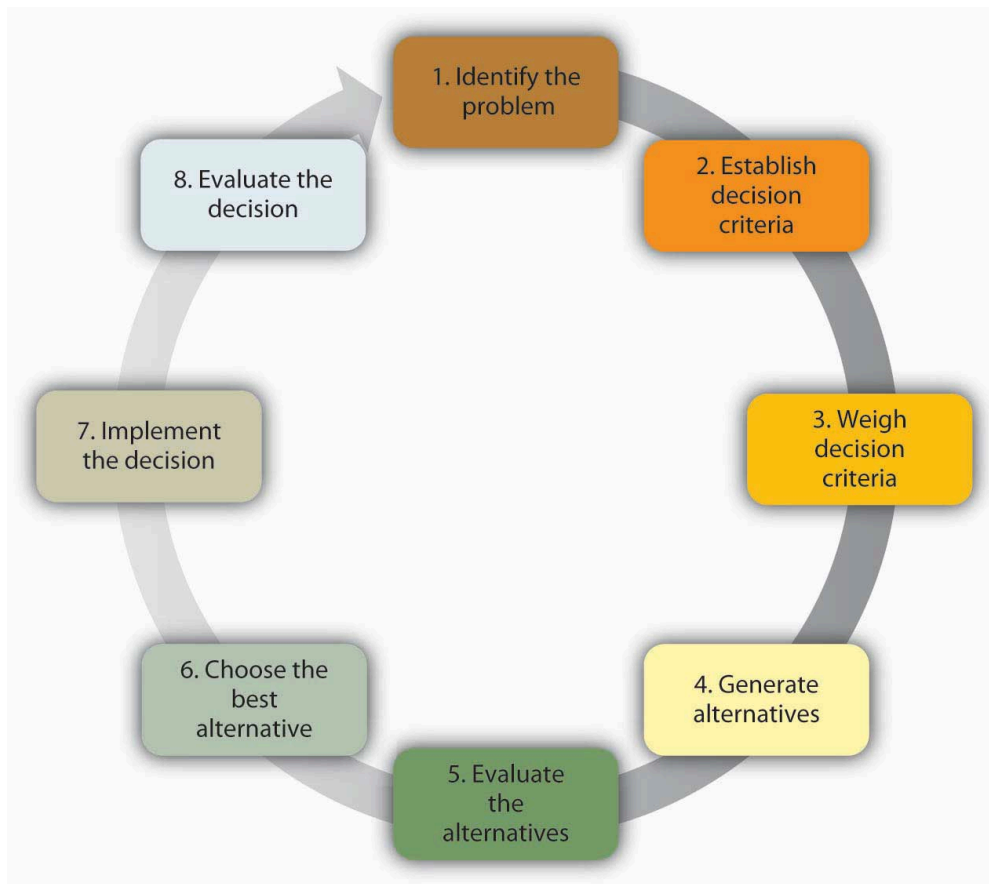 1. Identify the
problem
2. Establish
decision
criteria
3. Weigh
decision
criteria
4. Generate
alternatives
5. Evaluate
the
alternatives
6. Choose the
best
alternative
7. Implement
the decision
8. Evaluate the
decision